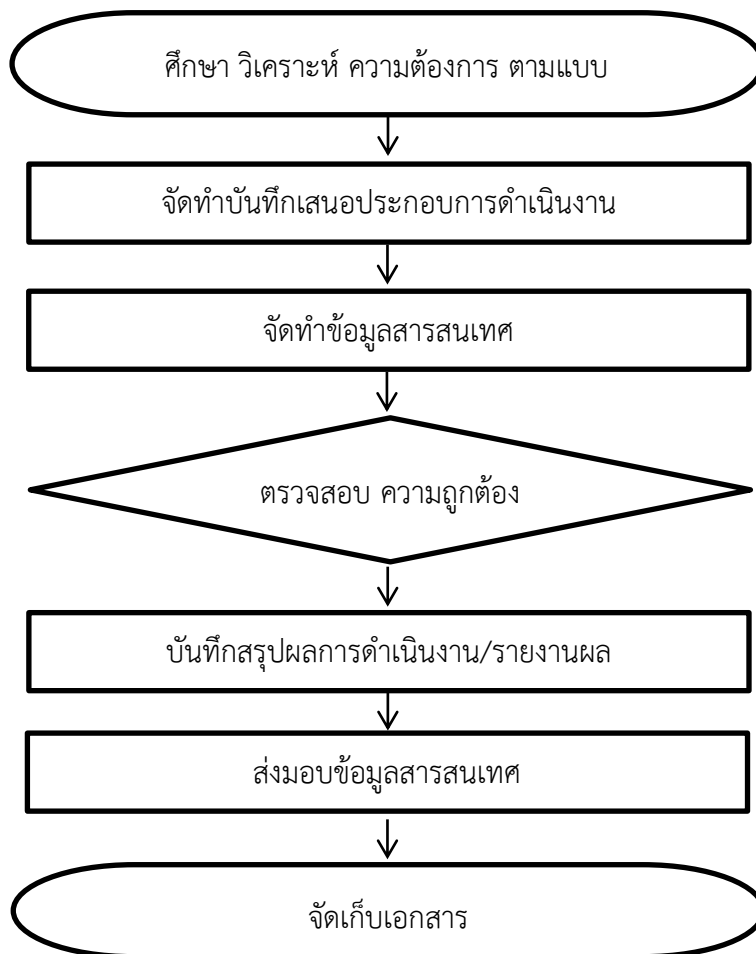 ศึกษา วิเคราะห์ ความต้องการ ตามแบบ
จัดทำบันทึกเสนอประกอบการดำเนินงาน
จัดทำข้อมูลสารสนเทศ
ตรวจสอบ ความถูกต้อง
บันทึกสรุปผลการดำเนินงาน/รายงานผล
ส่งมอบข้อมูลสารสนเทศ
จัดเก็บเอกสาร